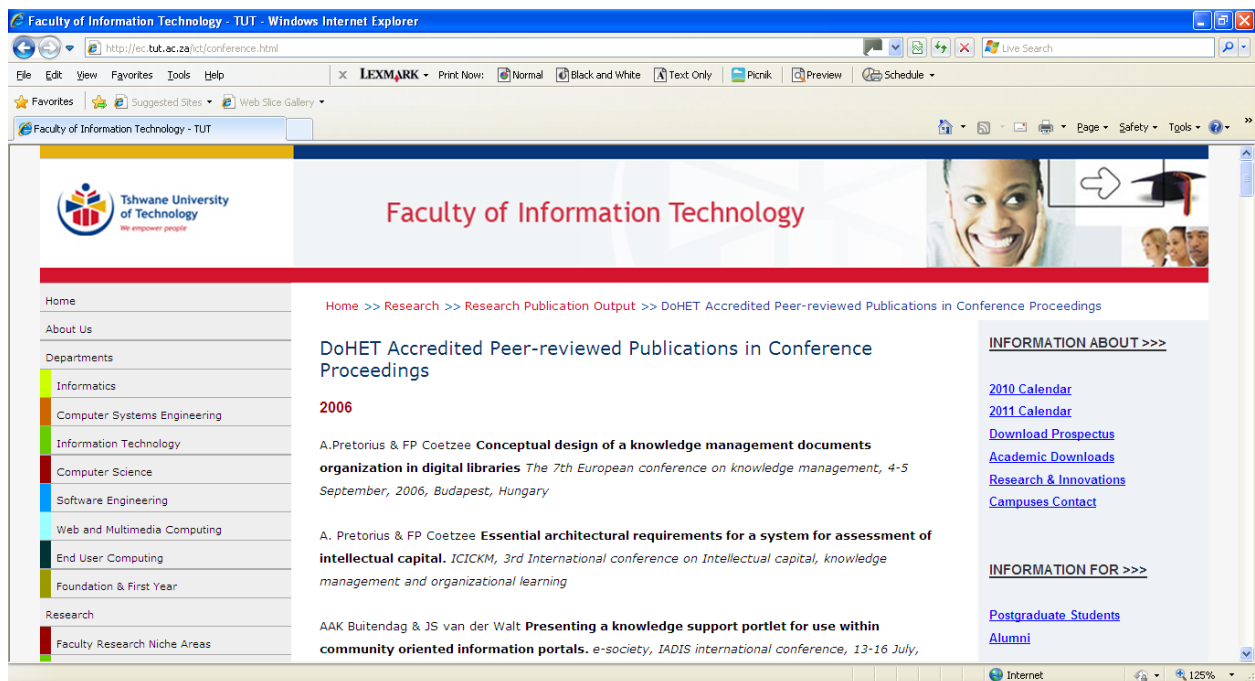 Faculty of Information Technology - TUT - Windows Internet Explorer
http://ec.tut.ac.za/ict/conference.html
Live Search
File Edit View Favorites Tools Help
X LEXMARK Print Now: Normal Black and White Text Only Picnik Preview Schedule
Favorites Suggested Sites Web Slice Gallery
Faculty of Information Technology - TUT
Page Safety Tools »
Tshwane University
of Technology
We empower people
Faculty of Information Technology
Home
About Us
Departments
Informatics
Computer Systems Engineering
Information Technology
Computer Science
Software Engineering
Web and Multimedia Computing
End User Computing
Foundation & First Year
Research
Faculty Research Niche Areas
Home >> Research >> Research Publication Output >> DoHET Accredited Peer-reviewed Publications in Conference Proceedings
DoHET Accredited Peer-reviewed Publications in Conference
Proceedings
2006
A.Pretorius & FP Coetzee Conceptual design of a knowledge management documents
organization in digital libraries The 7th European conference on knowledge management, 4-5
September, 2006, Budapest, Hungary
A. Pretorius & FP Coetzee Essential architectural requirements for a system for assessment of
intellectual capital. ICICKM, 3rd International conference on Intellectual capital, knowledge
management and organizational learning
AAK Buitendag & JS van der Walt Presenting a knowledge support portlet for use within
community oriented information portals. e-society, IADIS international conference, 13-16 July,
INFORMATION ABOUT >>>
2010 Calendar
2011 Calendar
Download Prospectus
Academic Downloads
Research & Innovations
Campuses Contact
INFORMATION FOR >>>
Postgraduate Students
Alumni
Internet
125%